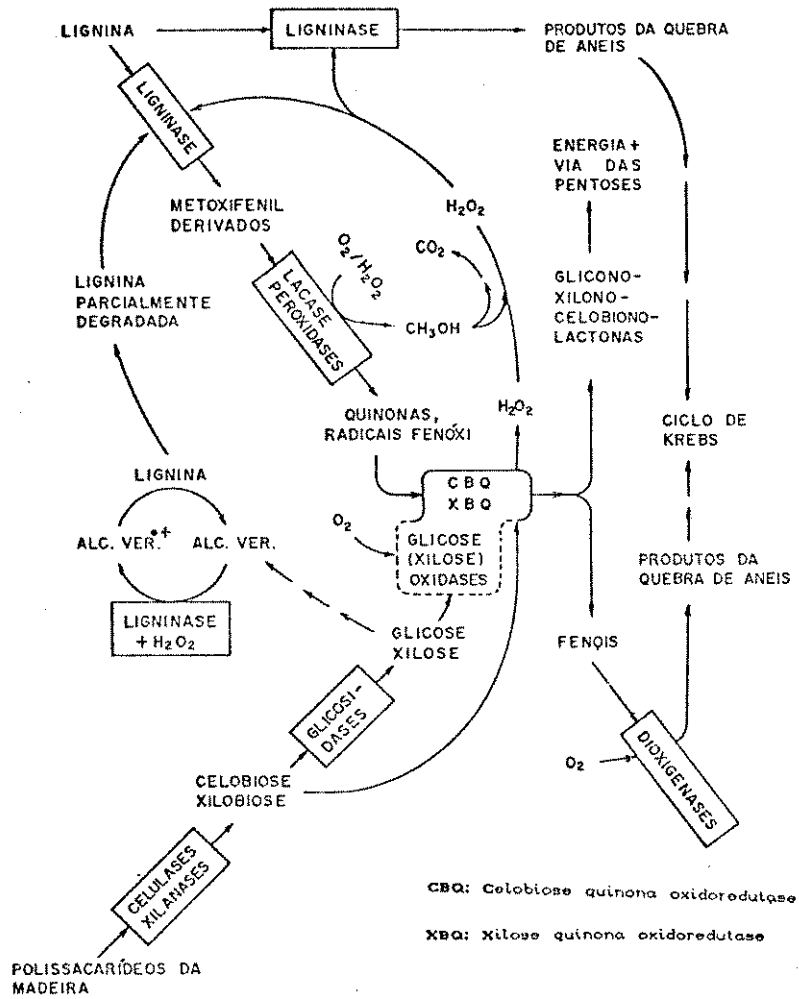 LIGNINA
LIGNINASE
PRODUTOS DA QUEBRA
DE ANEIS
LIGNINASE
ENERGIA +
VIA DAS
PENTOSES
METOXIFENIL
DERIVADOS
H₂O₂
O₂/H₂O₂
CO₂
LIGNINA
PARCIALMENTE
DEGRADADA
LACASE
PEROXIDASES
CH₃OH
GLICONO-
XILONO-
CELOBIONO-
LACTONAS
QUINONAS,
RADICAIS FENÓXI
H₂O₂
CICLO DE
KREBS
LIGNINA
CBQ
XBQ
O₂
ALC. VER.•+ ALC. VER.
GLICOSE
(XILOSE)
OXIDASES
PRODUTOS DA
QUEBRA DE ANEIS
LIGNINASE
+ H₂O₂
GLICOSE
XILOSE
FENOIS
GLICOSI-
DASES
O₂
DIOXIGENASES
CELOBIOSE
XILOBIOSE
CELULASES
XILANASES
CBQ: Celobiose quinona oxidoredutase
XBQ: Xilose quinona oxidoredutase
POLISSACARÍDEOS DA
MADEIRA